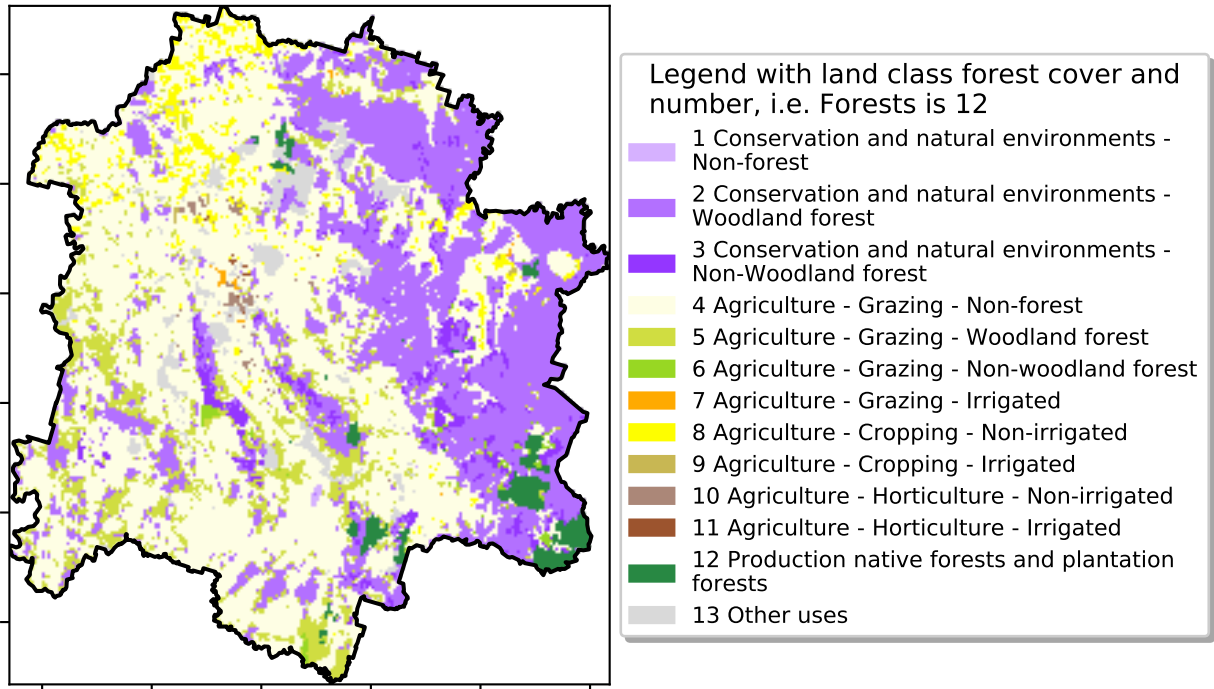 Legend with land class forest cover and
number, i.e. Forests is 12
1 Conservation and natural environments -
Non-forest
2 Conservation and natural environments -
Woodland forest
3 Conservation and natural environments -
Non-Woodland forest
4 Agriculture - Grazing - Non-forest
5 Agriculture - Grazing - Woodland forest
6 Agriculture - Grazing - Non-woodland forest
7 Agriculture - Grazing - Irrigated
8 Agriculture - Cropping - Non-irrigated
9 Agriculture - Cropping - Irrigated
10 Agriculture - Horticulture - Non-irrigated
11 Agriculture - Horticulture - Irrigated
12 Production native forests and plantation
forests
13 Other uses